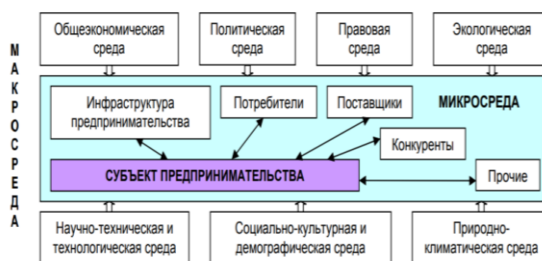 Общеэкономическая
среда
Политическая
среда
Правовая
среда
Экологическая
среда
МАКРОСРЕДА
МИКРОСРЕДА
Инфраструктура
предпринимательства
Потребители
Поставщики
Конкуренты
СУБЪЕКТ ПРЕДПРИНИМАТЕЛЬСТВА
Прочие
Научно-техническая и
технологическая среда
Социально-культурная и
демографическая среда
Природно-
климатическая среда